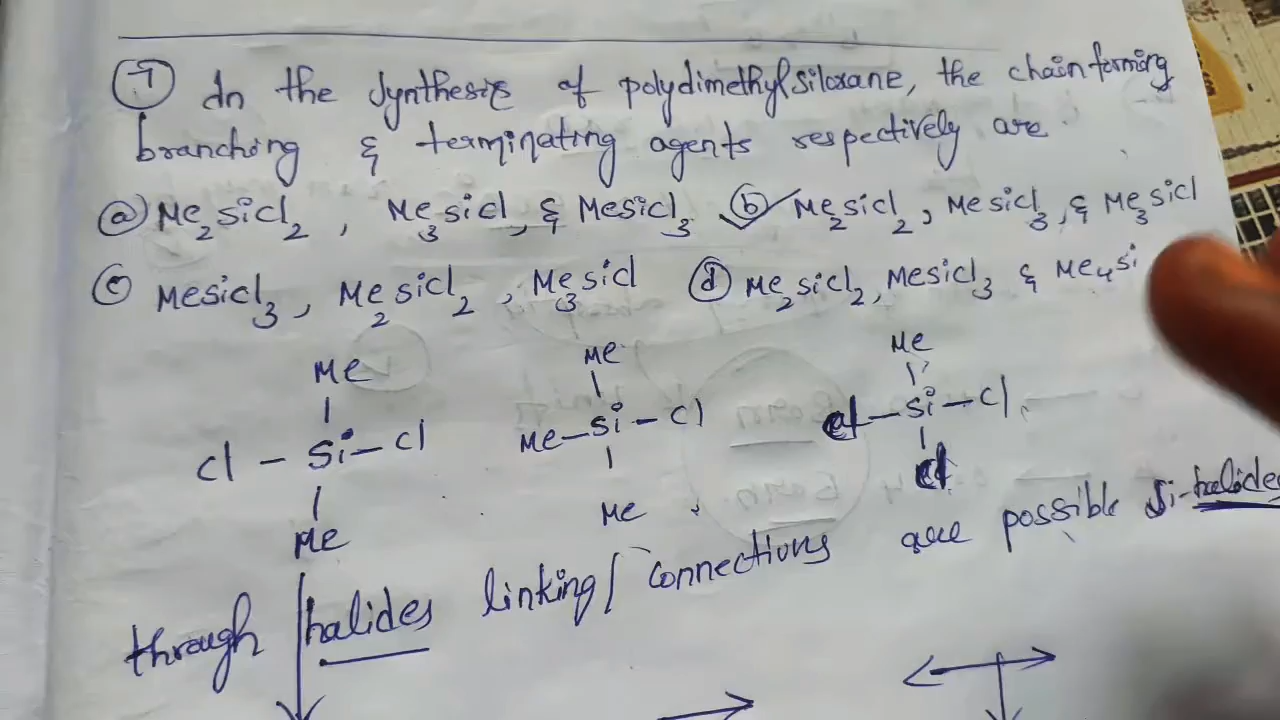 7 In the synthesis of polydimethylsiloxane, the chain forming
branching & terminating agents respectively are.
a) Me2SiCl2, Me3SiCl, & MeSiCl3 b) Me2SiCl2, MeSiCl3, & Me3SiCl
c) MeSiCl3, Me2SiCl2, Me3SiCl d) Me2SiCl2, MeSiCl3 & Me4Si
Me Me Me
Cl - Si - Cl Me - Si - Cl Cl - Si - Cl
Me Me Cl
through halides linking/connections are possible Si-halides